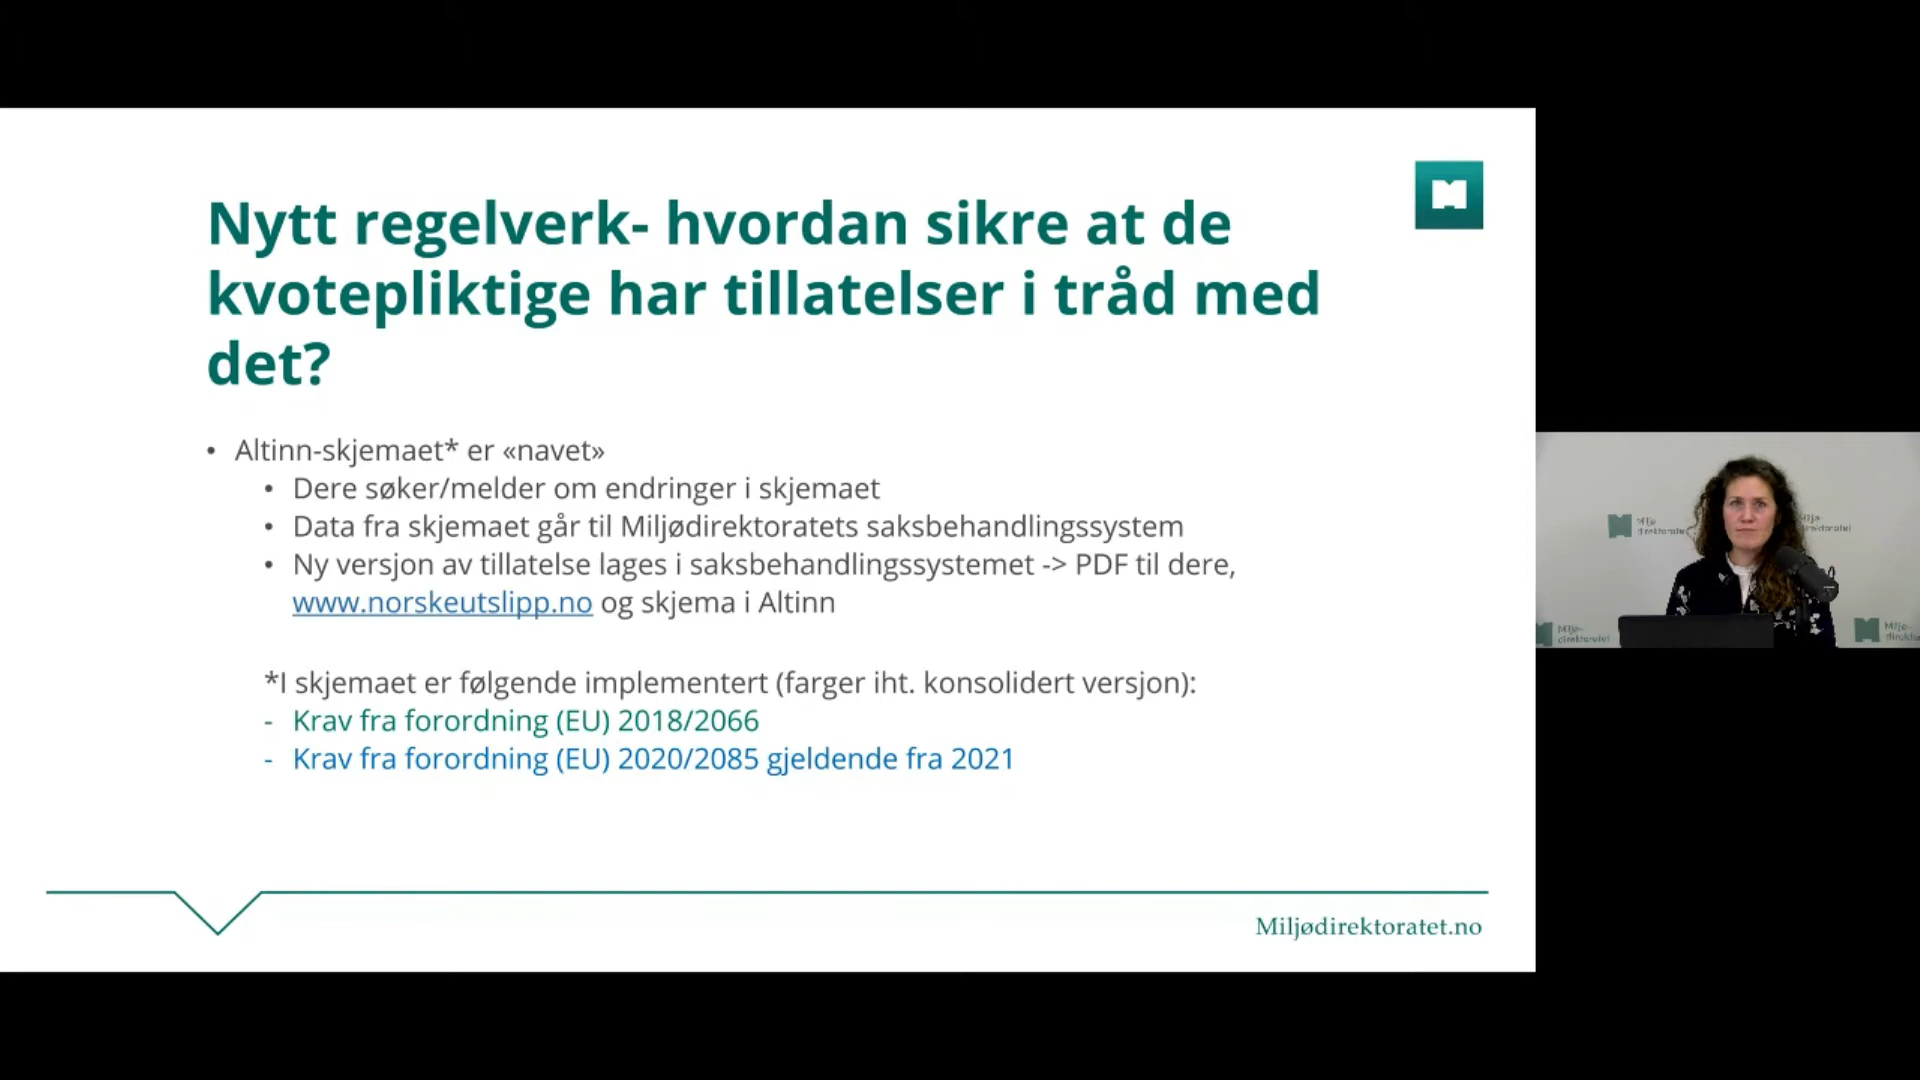 Nytt regelverk- hvordan sikre at de
kvotepliktige har tillatelser i tråd med
det?
• Altinn-skjemaet* er «navet»
• Dere søker/melder om endringer i skjemaet
• Data fra skjemaet går til Miljødirektoratets saksbehandlingssystem
• Ny versjon av tillatelse lages i saksbehandlingssystemet -> PDF til dere,
www.norskeutslipp.no og skjema i Altinn
*I skjemaet er følgende implementert (farger iht. konsolidert versjon):
- Krav fra forordning (EU) 2018/2066
- Krav fra forordning (EU) 2020/2085 gjeldende fra 2021
Miljødirektoratet.no